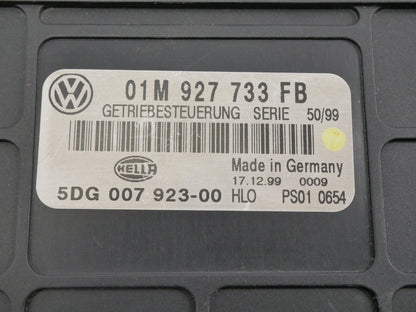 01M 927 733 FB
GETRIEBESTEUERUNG SERIE 50/99
Made in Germany
HELLA
17.12.99 0009
5DG 007 923-00 HLO PS01 0654